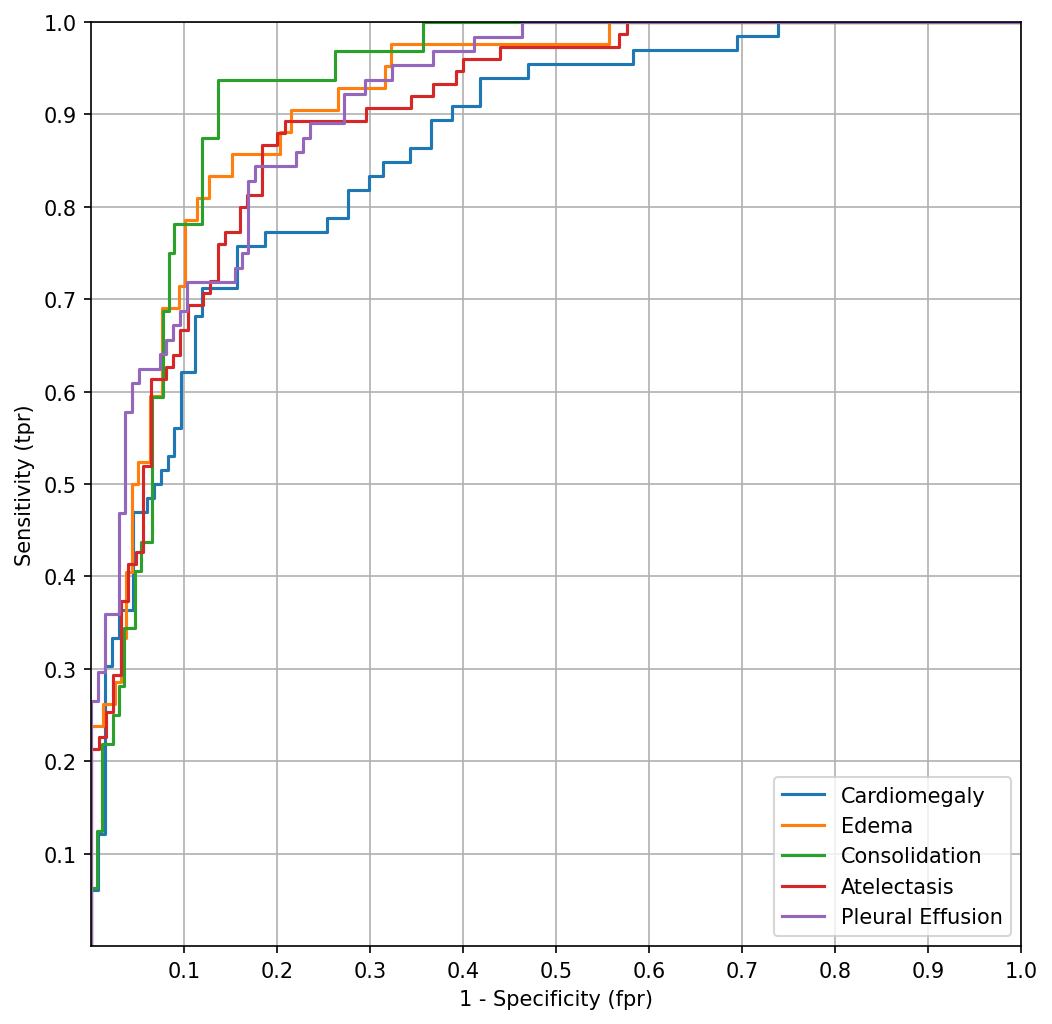 1.0
0.9
0.8
0.7
0.6
0.5
0.4
0.3
0.2
0.1
Sensitivity (tpr)
Cardiomegaly
Edema
Consolidation
Atelectasis
Pleural Effusion
0.1 0.2 0.3 0.4 0.5 0.6 0.7 0.8 0.9 1.0
1 - Specificity (fpr)